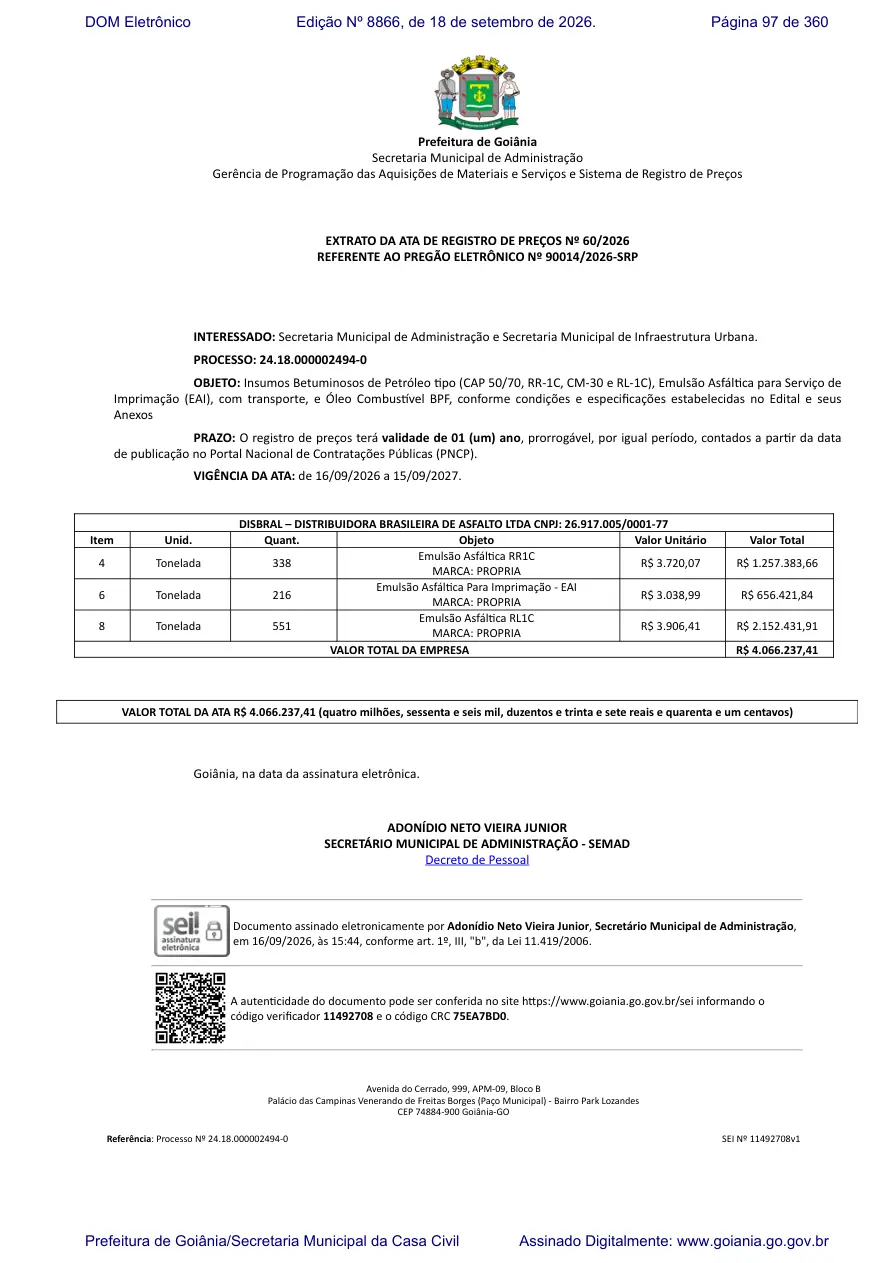 DOM Eletrônico Edição Nº 8866, de 18 de setembro de 2026. Página 97 de 360
Prefeitura de Goiânia
Secretaria Municipal de Administração
Gerência de Programação das Aquisições de Materiais e Serviços e Sistema de Registro de Preços
EXTRATO DA ATA DE REGISTRO DE PREÇOS Nº 60/2026
REFERENTE AO PREGÃO ELETRÔNICO Nº 90014/2026-SRP
INTERESSADO: Secretaria Municipal de Administração e Secretaria Municipal de Infraestrutura Urbana.
PROCESSO: 24.18.000002494-0
OBJETO: Insumos Betuminosos de Petróleo tipo (CAP 50/70, RR-1C, CM-30 e RL-1C), Emulsão Asfáltica para Serviço de
Imprimação (EAI), com transporte, e Óleo Combustível BPF, conforme condições e especificações estabelecidas no Edital e seus
Anexos
PRAZO: O registro de preços terá validade de 01 (um) ano, prorrogável, por igual período, contados a partir da data
de publicação no Portal Nacional de Contratações Públicas (PNCP).
VIGÊNCIA DA ATA: de 16/09/2026 a 15/09/2027.
DISBRAL – DISTRIBUIDORA BRASILEIRA DE ASFALTO LTDA CNPJ: 26.917.005/0001-77
Item Unid. Quant. Objeto Valor Unitário Valor Total
4 Tonelada 338 Emulsão Asfáltica RR1C R$ 3.720,07 R$ 1.257.383,66
MARCA: PROPRIA
6 Tonelada 216 Emulsão Asfáltica Para Imprimação - EAI R$ 3.038,99 R$ 656.421,84
MARCA: PROPRIA
8 Tonelada 551 Emulsão Asfáltica RL1C R$ 3.906,41 R$ 2.152.431,91
MARCA: PROPRIA
VALOR TOTAL DA EMPRESA R$ 4.066.237,41
VALOR TOTAL DA ATA R$ 4.066.237,41 (quatro milhões, sessenta e seis mil, duzentos e trinta e sete reais e quarenta e um centavos)
Goiânia, na data da assinatura eletrônica.
ADONÍDIO NETO VIEIRA JUNIOR
SECRETÁRIO MUNICIPAL DE ADMINISTRAÇÃO - SEMAD
Decreto de Pessoal
sei!
assinatura
eletrônica
Documento assinado eletronicamente por Adonídio Neto Vieira Junior, Secretário Municipal de Administração,
em 16/09/2026, às 15:44, conforme art. 1º, III, "b", da Lei 11.419/2006.
A autenticidade do documento pode ser conferida no site https://www.goiania.go.gov.br/sei informando o
código verificador 11492708 e o código CRC 75EA7BD0.
Avenida do Cerrado, 999, APM-09, Bloco B
Palácio das Campinas Venerando de Freitas Borges (Paço Municipal) - Bairro Park Lozandes
CEP 74884-900 Goiânia-GO
Referência: Processo Nº 24.18.000002494-0 SEI Nº 11492708v1
Prefeitura de Goiânia/Secretaria Municipal da Casa Civil Assinado Digitalmente: www.goiania.go.gov.br